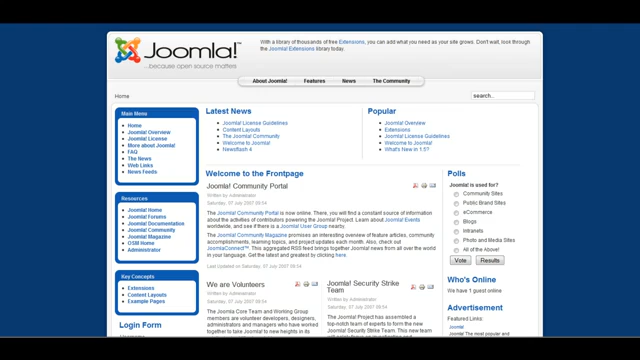 With a library of thousands of free Extensions, you can add what you need as your site grows. Don't wait, look through
the Joomla! Extensions library today.
Joomla!™
...because open source matters
About Joomla!
Features
News
The Community
Home
search...
Main Menu
Home
Joomla! Overview
Joomla! License
More about Joomla!
FAQ
The News
Web Links
News Feeds
Resources
Joomla! Home
Joomla! Forums
Joomla! Documentation
Joomla! Community
Joomla! Magazine
OSM Home
Administrator
Key Concepts
Extensions
Content Layouts
Example Pages
Login Form
Latest News
Joomla! License Guidelines
Content Layouts
The Joomla! Community
Welcome to Joomla!
Newsflash 4
Popular
Joomla! Overview
Extensions
Joomla! License Guidelines
Welcome to Joomla!
What's New in 1.5?
Welcome to the Frontpage
Joomla! Community Portal
Written by Administrator
Saturday, 07 July 2007 09:54
The Joomla! Community Portal is now online. There, you will find a constant source of information
about the activities of contributors powering the Joomla! Project. Learn about Joomla! Events
worldwide, and see if there is a Joomla! User Group nearby.
The Joomla! Community Magazine promises an interesting overview of feature articles, community
accomplishments, learning topics, and project updates each month. Also, check out
JoomlaConnect™. This aggregated RSS feed brings together Joomla! news from all over the world
in your language. Get the latest and greatest by clicking here.
Last Updated on Saturday, 07 July 2007 09:54
We are Volunteers
Written by Administrator
Saturday, 07 July 2007 09:54
The Joomla Core Team and Working Group
members are volunteer developers, designers,
administrators and managers who have worked
together to take Joomla! to new heights in its
Joomla! Security Strike
Team
Written by Administrator
Saturday, 07 July 2007 09:54
The Joomla! Project has assembled a
top-notch team of experts to form the new
Polls
Joomla! is used for?
Community Sites
Public Brand Sites
eCommerce
Blogs
Intranets
Photo and Media Sites
All of the Above!
Vote
Results
Who's Online
We have 1 guest online
Advertisement
Featured Links:
Joomla!
Joomla! The most popular and